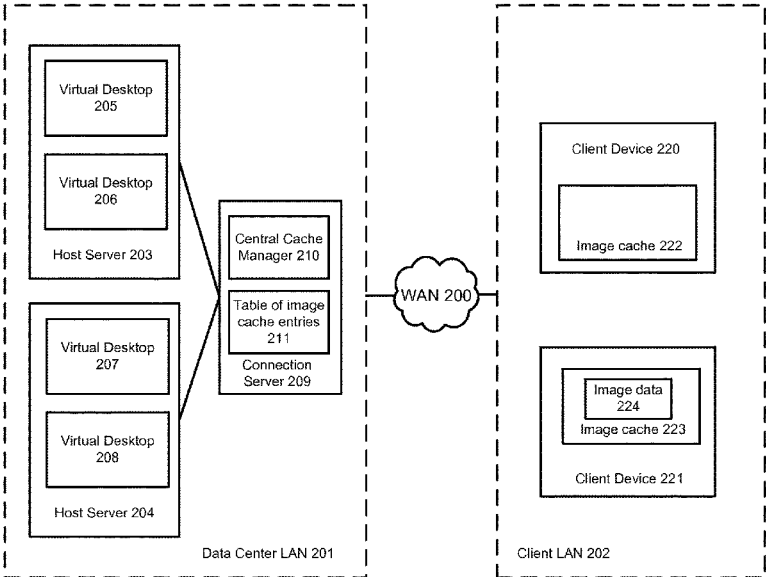 Virtual Desktop
205
Virtual Desktop
206
Host Server 203
Virtual Desktop
207
Virtual Desktop
208
Host Server 204
Central Cache
Manager 210
Table of image
cache entries
211
Connection
Server 209
Data Center LAN 201
WAN 200
Client Device 220
Image cache 222
Image data
224
Image cache 223
Client Device 221
Client LAN 202